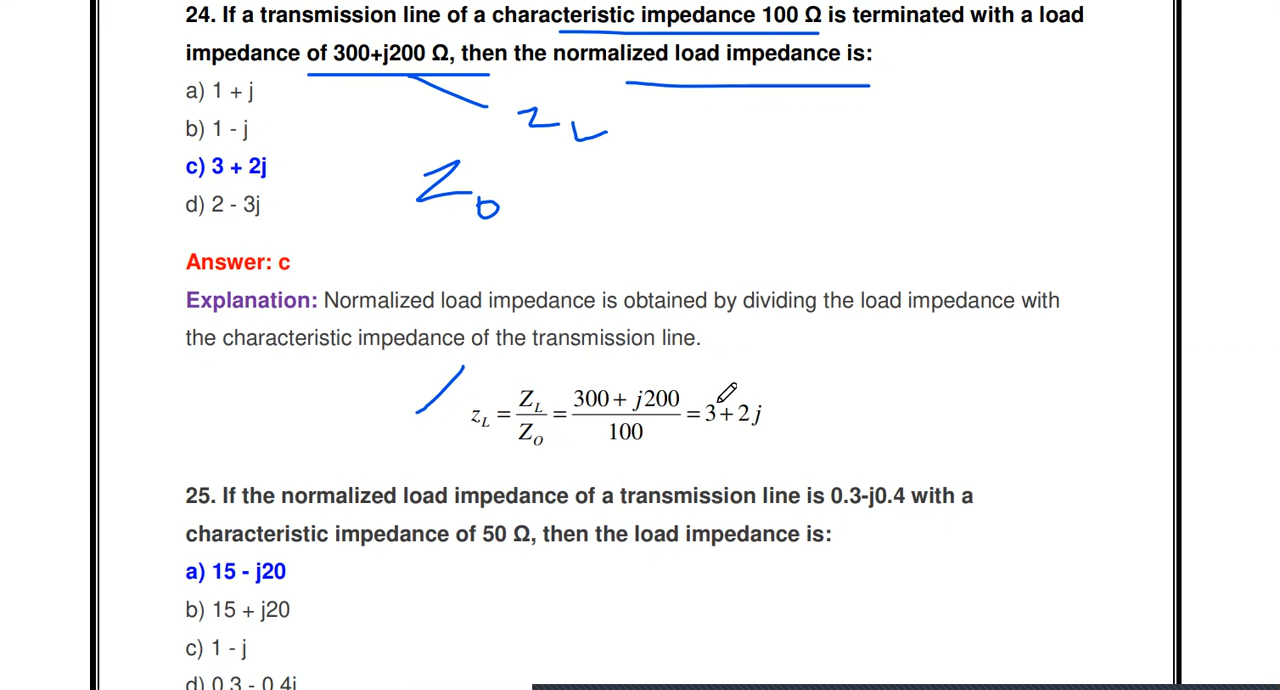 24. If a transmission line of a characteristic impedance 100 Ω is terminated with a load
impedance of 300+j200 Ω, then the normalized load impedance is:
a) 1 + j
b) 1 - j
c) 3 + 2j
d) 2 - 3j
z L
Z o
Answer: c
Explanation: Normalized load impedance is obtained by dividing the load impedance with
the characteristic impedance of the transmission line.
z_L = Z_L / Z_O = 300 + j200 / 100 = 3 + 2j
25. If the normalized load impedance of a transmission line is 0.3-j0.4 with a
characteristic impedance of 50 Ω, then the load impedance is:
a) 15 - j20
b) 15 + j20
c) 1 - j
d) 0.3 - 0.4j